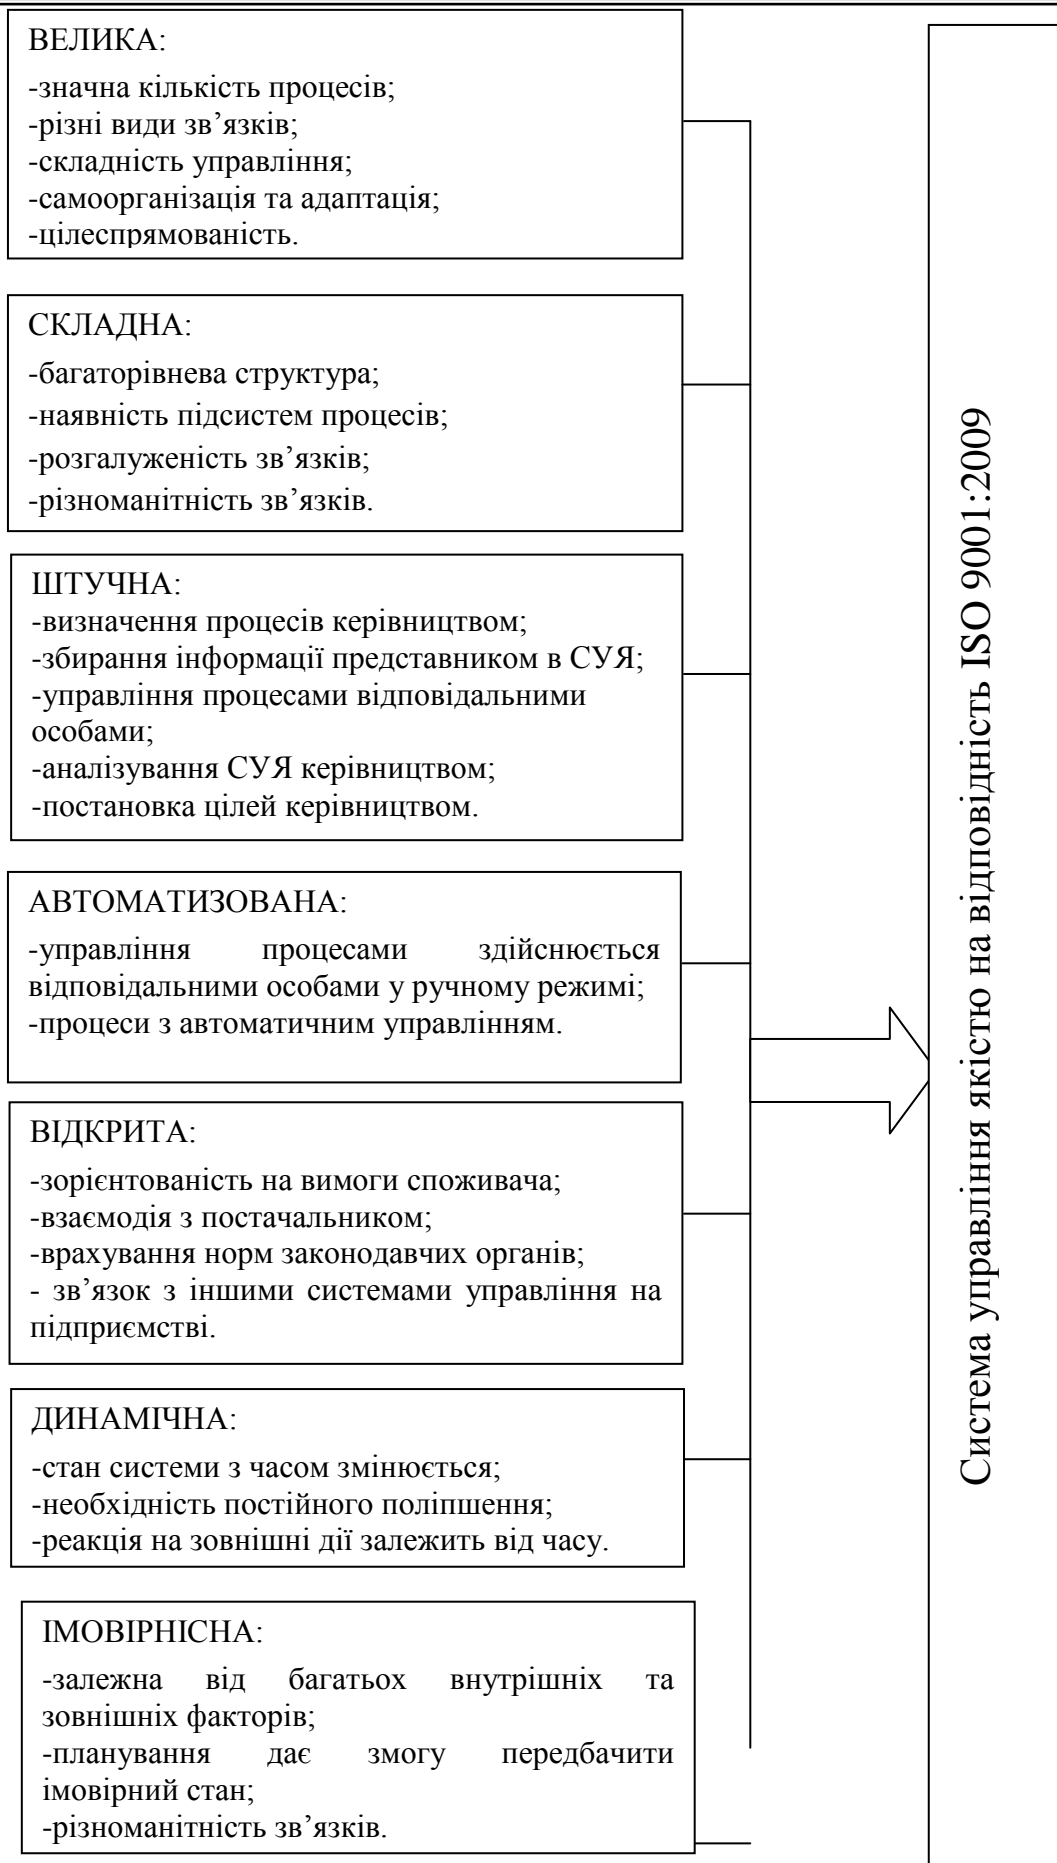 ВЕЛИКА:
-значна кількість процесів;
-різні види зв’язків;
-складність управління;
-самоорганізація та адаптація;
-цілеспрямованість.
СКЛАДНА:
-багаторівнева структура;
-наявність підсистем процесів;
-розгалуженість зв’язків;
-різноманітність зв’язків.
ШТУЧНА:
-визначення процесів керівництвом;
-збирання інформації представником в СУЯ;
-управління процесами відповідальними
особами;
-аналізування СУЯ керівництвом;
-постановка цілей керівництвом.
АВТОМАТИЗОВАНА:
-управління процесами здійснюється
відповідальними особами у ручному режимі;
-процеси з автоматичним управлінням.
ВІДКРИТА:
-зорієнтованість на вимоги споживача;
-взаємодія з постачальником;
-врахування норм законодавчих органів;
- зв’язок з іншими системами управління на
підприємстві.
ДИНАМІЧНА:
-стан системи з часом змінюється;
-необхідність постійного поліпшення;
-реакція на зовнішні дії залежить від часу.
ІМОВІРНІСНА:
-залежна від багатьох внутрішніх та
зовнішніх факторів;
-планування дає змогу передбачити
імовірний стан;
-різноманітність зв’язків.
Система управління якістю на відповідність ISO 9001:2009